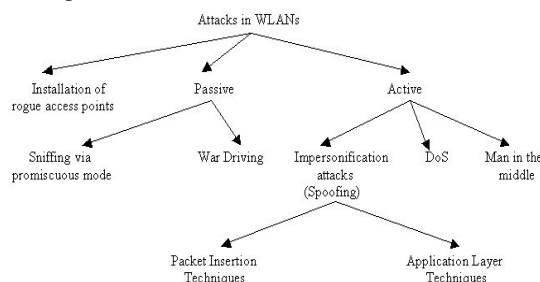 Attacks in WLANs
Installation of
rogue access points
Passive
Active
Sniffing via
promiscuous mode
War Driving
Impersonification
attacks
(Spoofing)
DoS
Man in the
middle
Packet Insertion
Techniques
Application Layer
Techniques